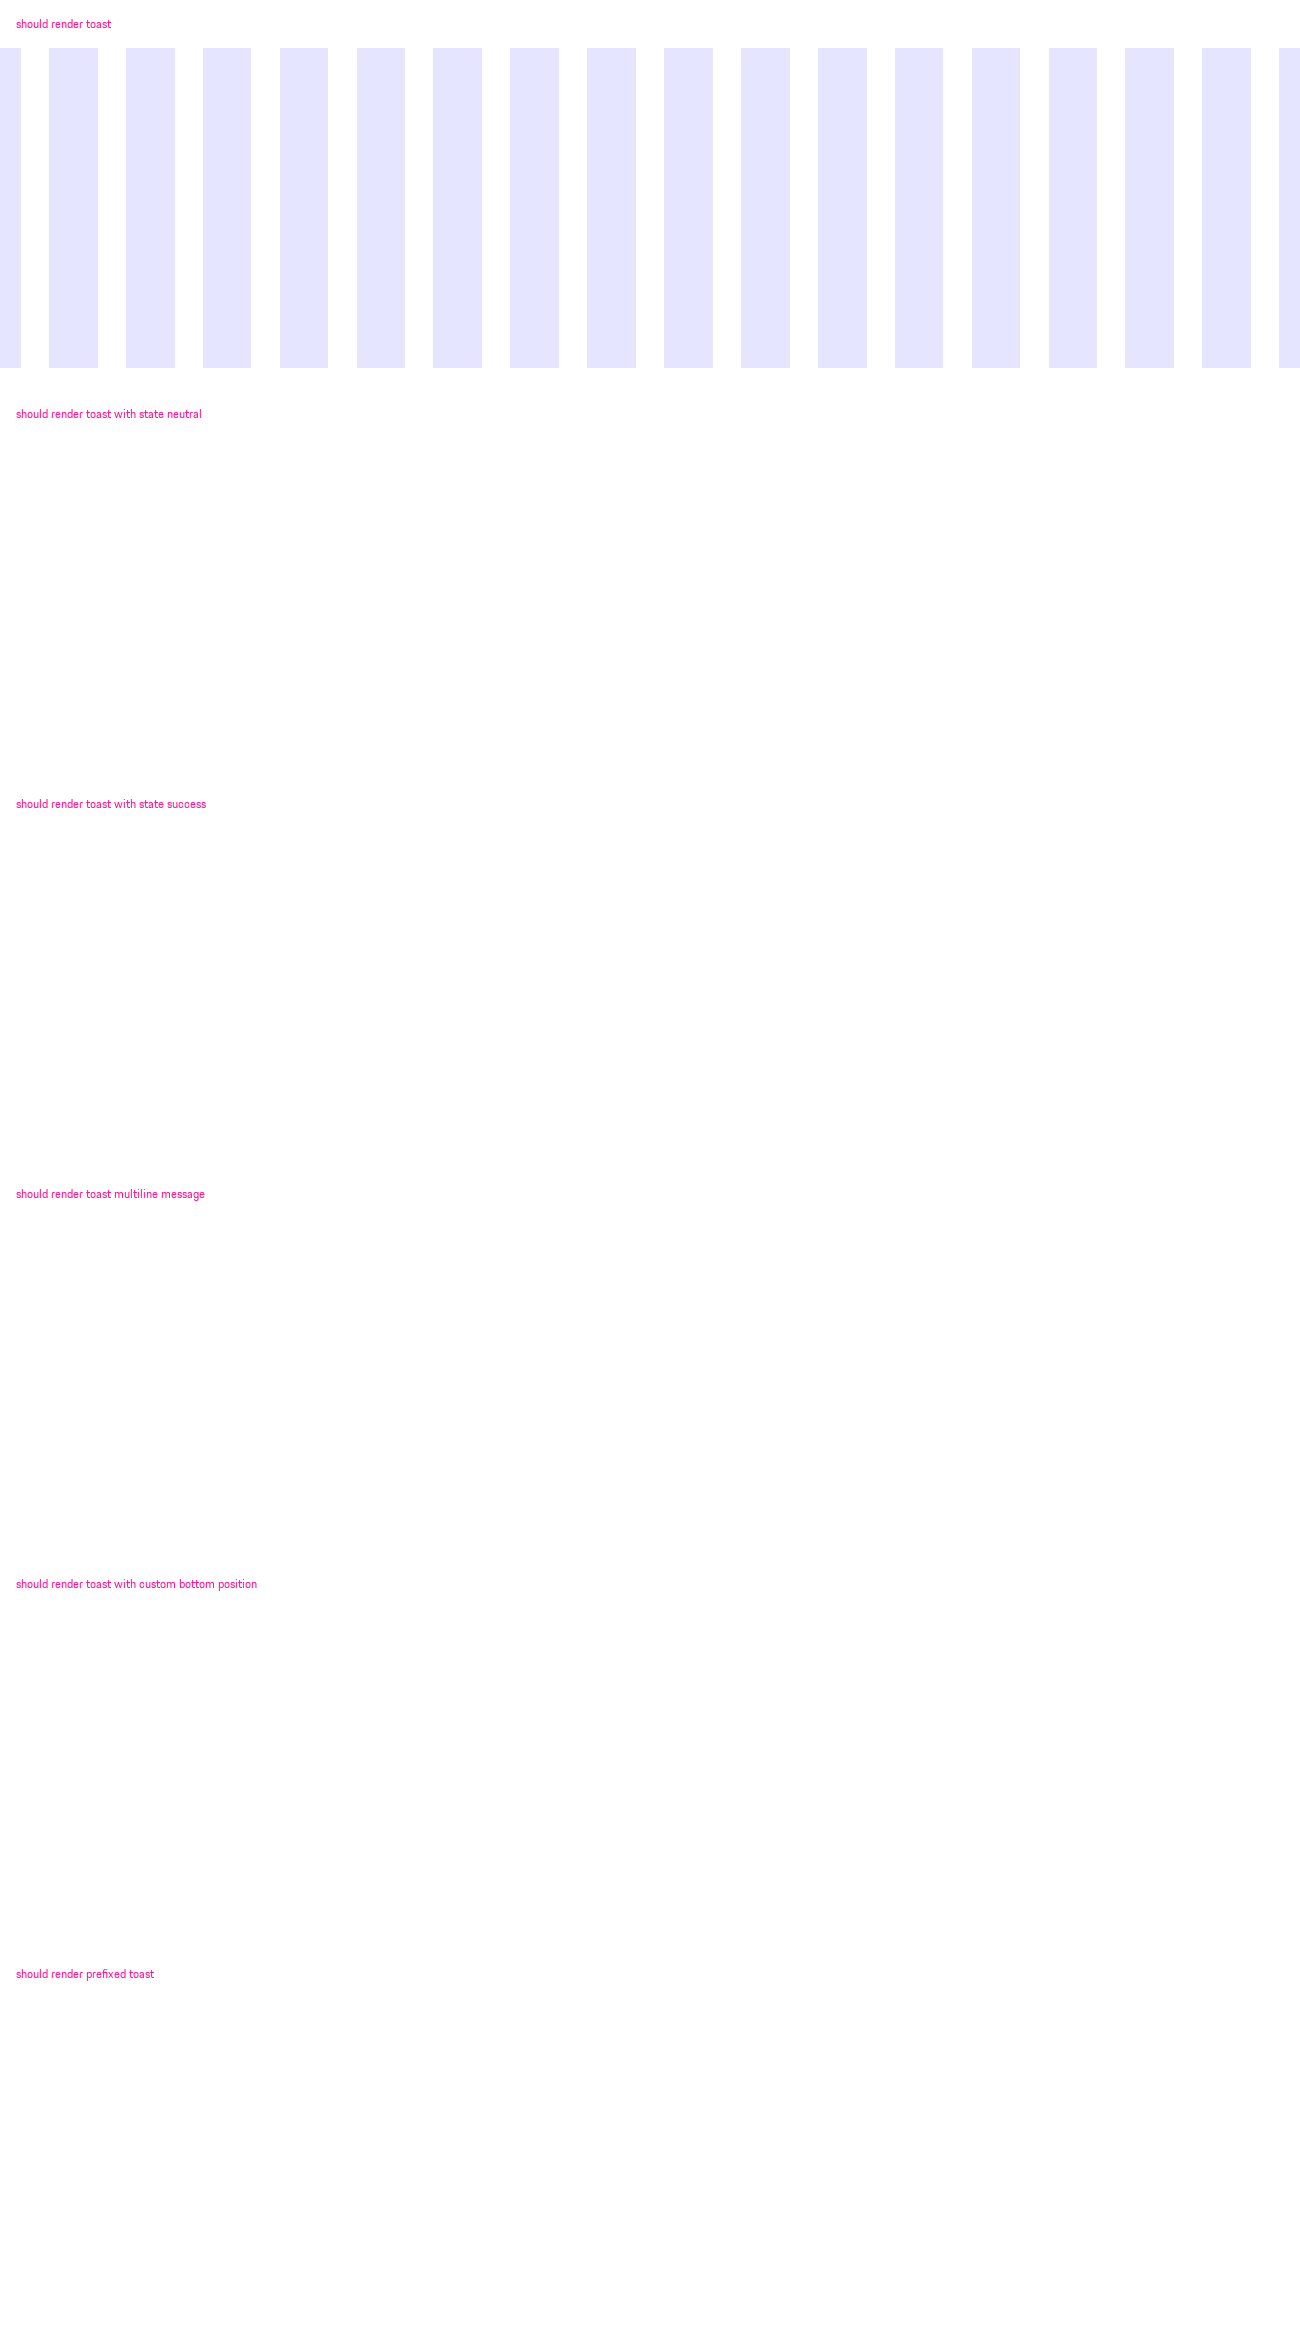 should render toast
should render toast with state neutral
should render toast with state success
should render toast multiline message
should render toast with custom bottom position
should render prefixed toast